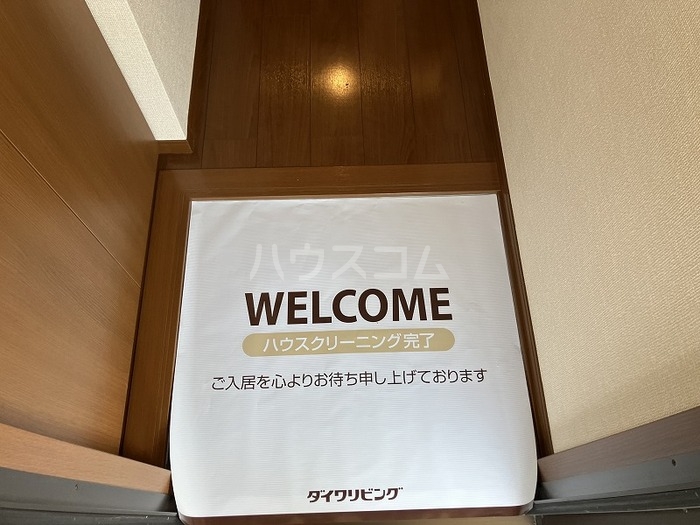 ハウスコム
WELCOME
ハウスクリーニング完了
ご入居を心よりお待ち申し上げております
ダイワリビング